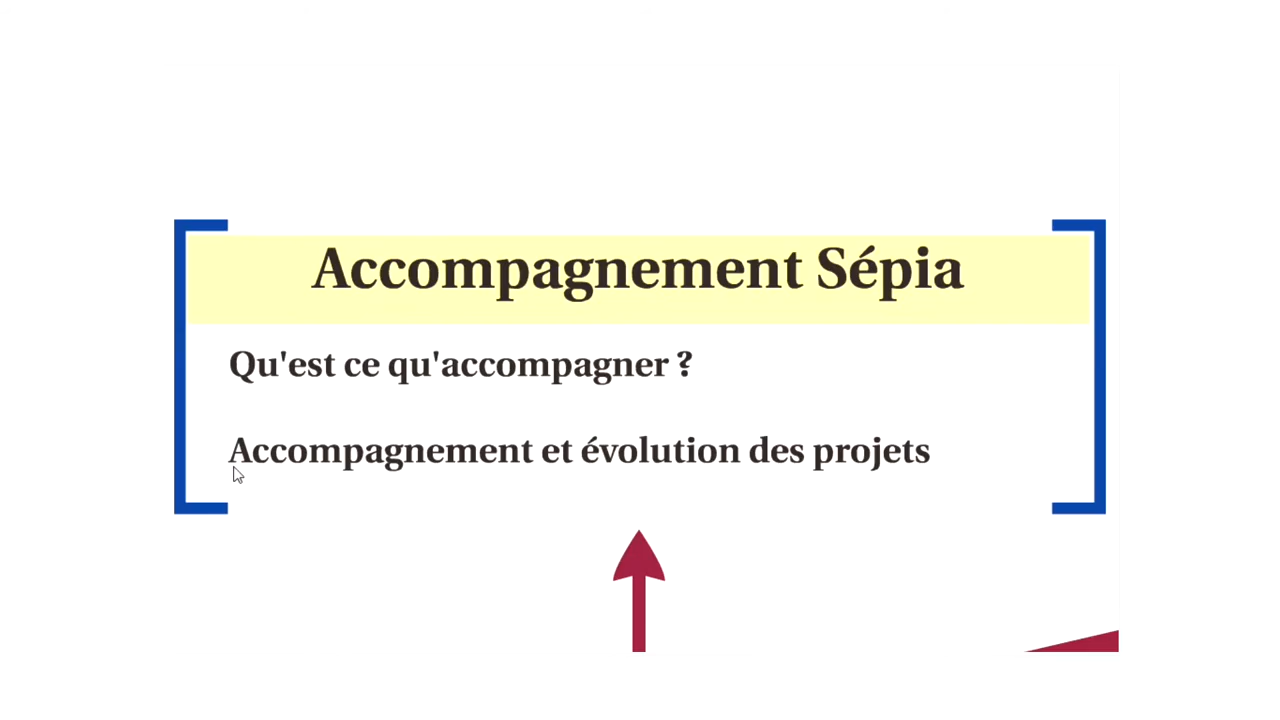 Accompagnement Sépia
Qu'est ce qu'accompagner ?
Accompagnement et évolution des projets